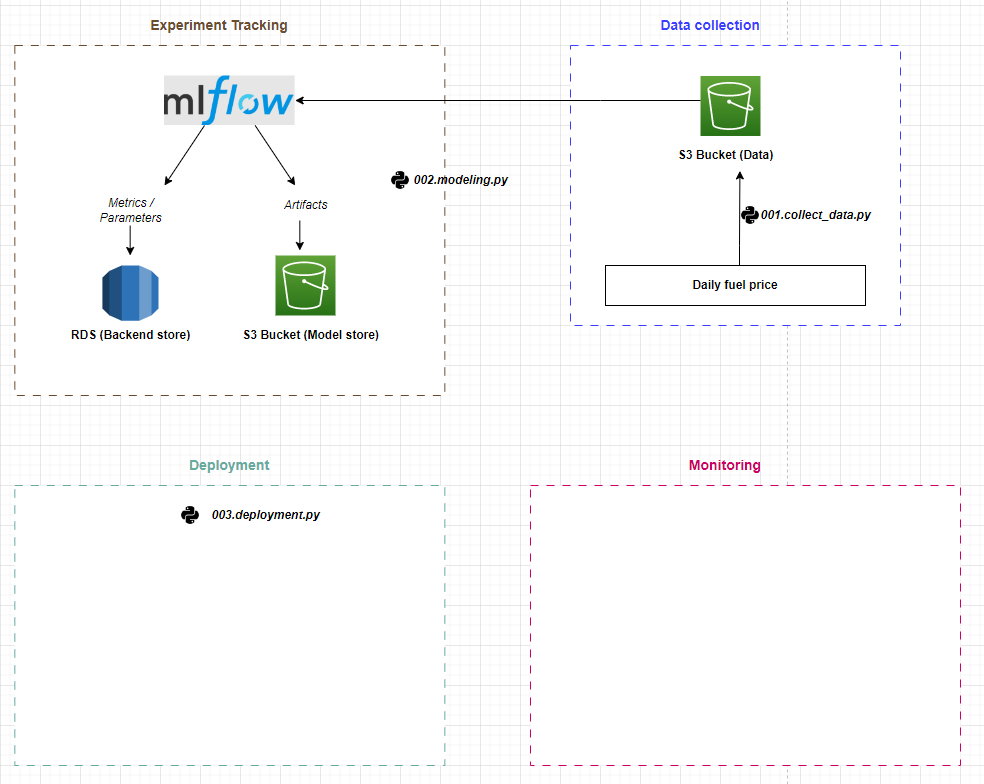 Experiment Tracking
Data collection
mlflow
S3 Bucket (Data)
002.modeling.py
Metrics /
Parameters
Artifacts
001.collect_data.py
Daily fuel price
RDS (Backend store)
S3 Bucket (Model store)
Deployment
Monitoring
003.deployment.py